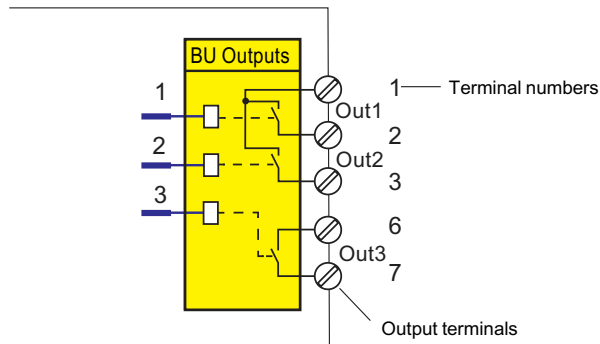 BU Outputs
1
2
3
1
Terminal numbers
Out1
2
Out2
3
6
Out3
7
Output terminals